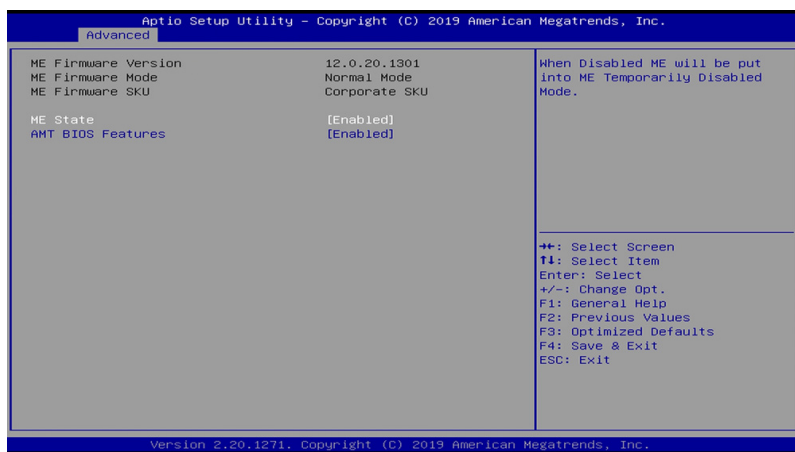 Aptio Setup Utility – Copyright (C) 2019 American Megatrends, Inc.
Advanced
ME Firmware Version 12.0.20.1301
ME Firmware Mode Normal Mode
ME Firmware SKU Corporate SKU
ME State [Enabled]
AMT BIOS Features [Enabled]
When Disabled ME will be put
into ME Temporarily Disabled
Mode.
→←: Select Screen
↑↓: Select Item
Enter: Select
+/-: Change Opt.
F1: General Help
F2: Previous Values
F3: Optimized Defaults
F4: Save & Exit
ESC: Exit
Version 2.20.1271. Copyright (C) 2019 American Megatrends, Inc.